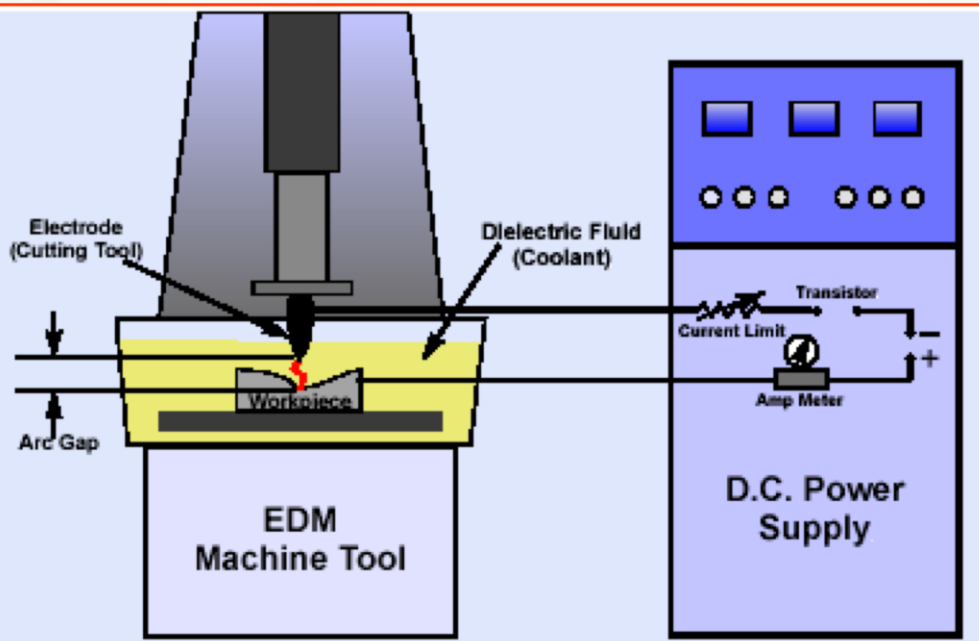 Electrode
(Cutting Tool)
Dielectric Fluid
(Coolant)
Transistor
Current Limit
−
+
Amp Meter
Workpiece
Arc Gap
EDM
Machine Tool
D.C. Power
Supply